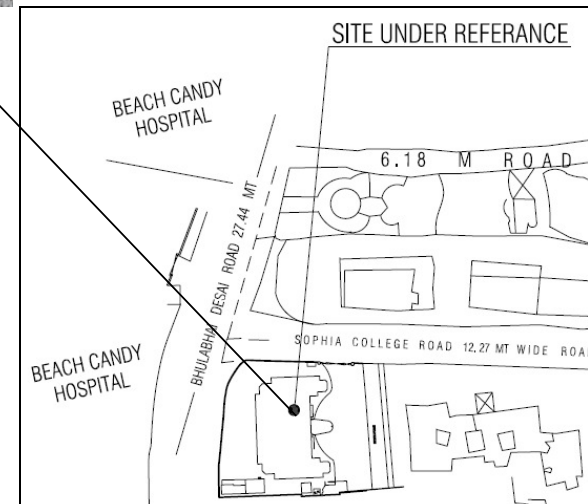 SITE UNDER REFERANCE
BEACH CANDY
HOSPITAL
6.18 M ROAD
BHULABHAI DESAI ROAD 27.44 MT
SOPHIA COLLEGE ROAD 12.27 MT WIDE ROA
BEACH CANDY
HOSPITAL